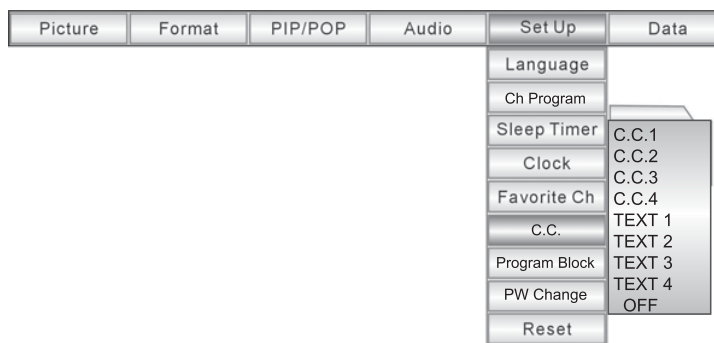 Picture Format PIP/POP Audio Set Up Data
Language
Ch Program
Sleep Timer
Clock
Favorite Ch
C.C.
Program Block
PW Change
Reset
C.C.1
C.C.2
C.C.3
C.C.4
TEXT 1
TEXT 2
TEXT 3
TEXT 4
OFF